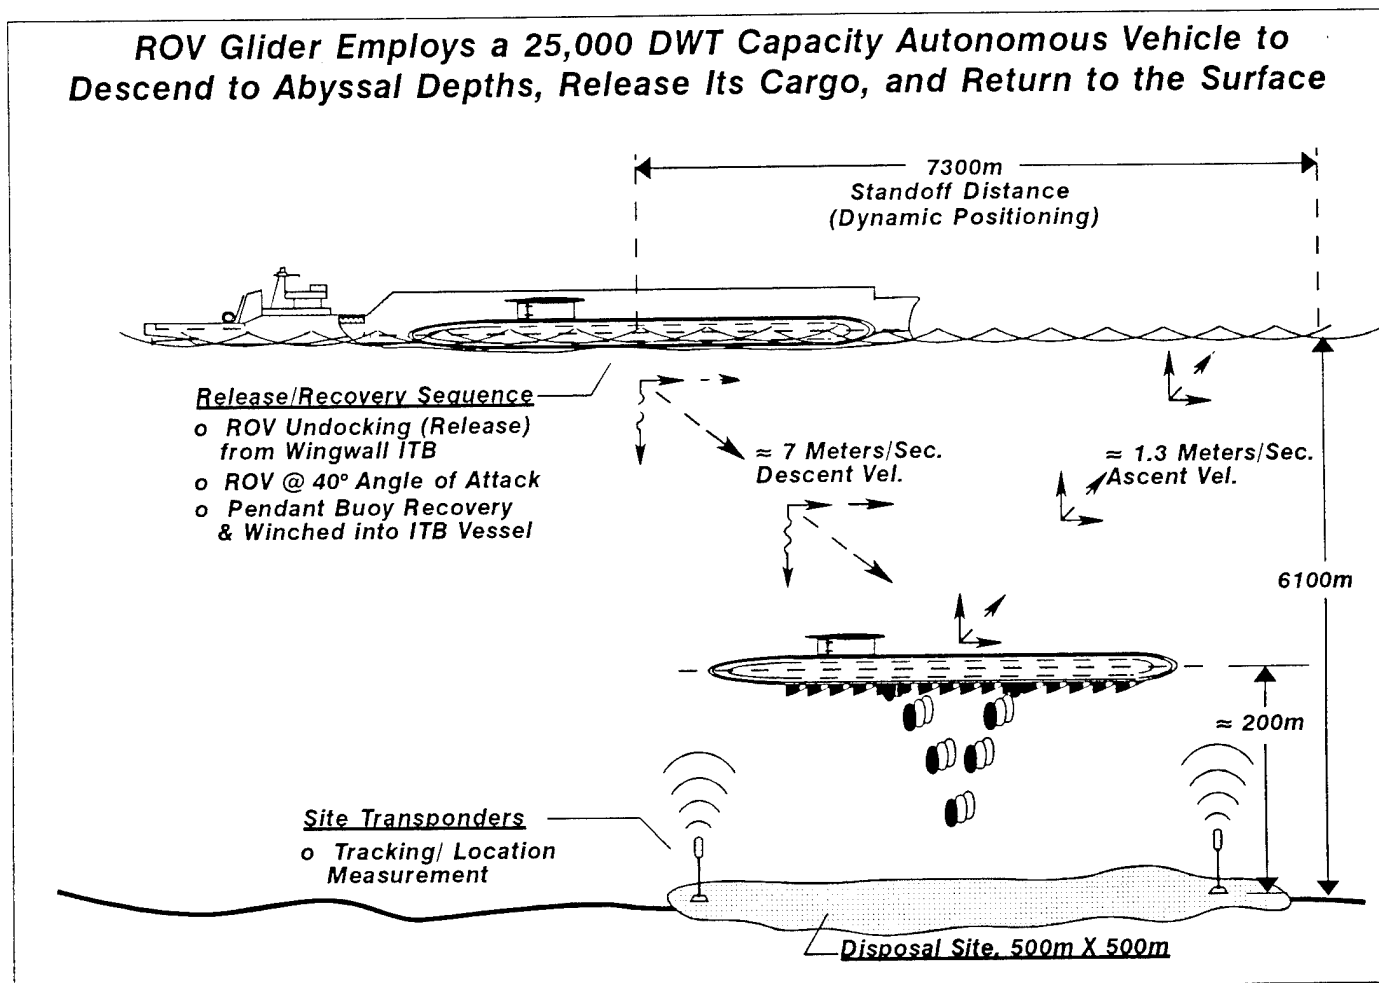 ROV Glider Employs a 25,000 DWT Capacity Autonomous Vehicle to
Descend to Abyssal Depths, Release Its Cargo, and Return to the Surface
7300m
Standoff Distance
(Dynamic Positioning)
Release/Recovery Sequence
o ROV Undocking (Release)
from Wingwall ITB
o ROV @ 40º Angle of Attack
o Pendant Buoy Recovery
& Winched into ITB Vessel
≈ 7 Meters/Sec.
Descent Vel.
≈ 1.3 Meters/Sec.
Ascent Vel.
6100m
≈ 200m
Site Transponders
o Tracking/ Location
Measurement
Disposal Site, 500m X 500m